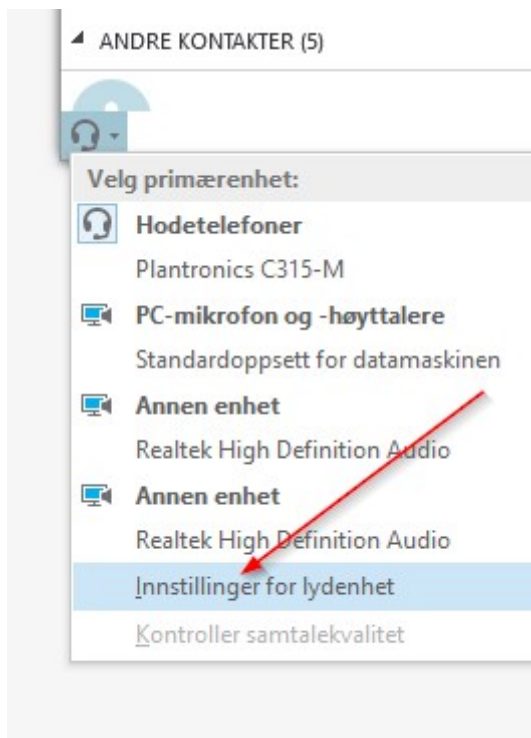 ANDRE KONTAKTER (5)
Velg primærenhet:
Hodetelefoner
Plantronics C315-M
PC-mikrofon og -høyttalere
Standardoppsett for datamaskinen
Annen enhet
Realtek High Definition Audio
Annen enhet
Realtek High Definition Audio
Innstillinger for lydenhet
Kontroller samtalekvalitet